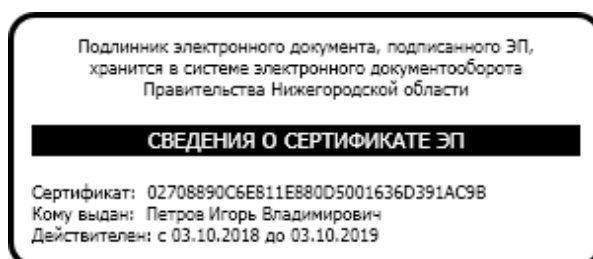 Подлинник электронного документа, подписанного ЭП,
хранится в системе электронного документооборота
Правительства Нижегородской области
СВЕДЕНИЯ О СЕРТИФИКАТЕ ЭП
Сертификат: 02708890C6E811E880D5001636D391AC9B
Кому выдан: Петров Игорь Владимирович
Действителен: с 03.10.2018 до 03.10.2019